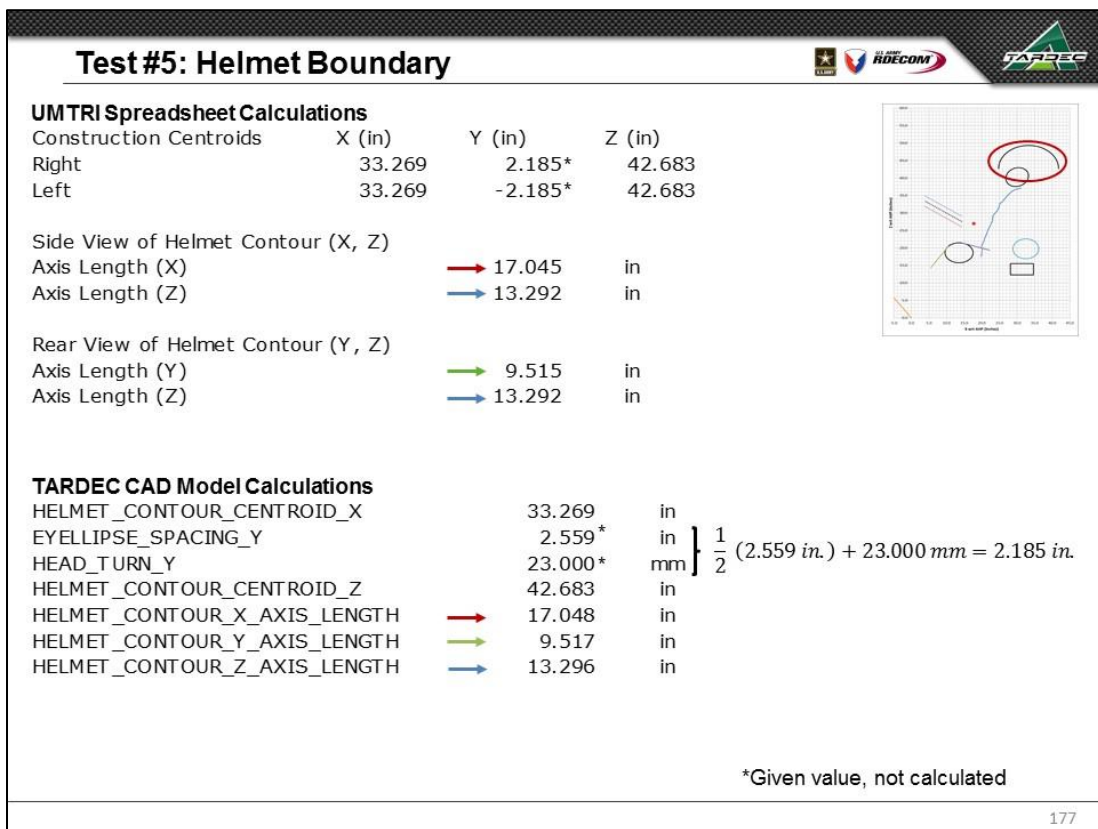 Test #5: Helmet Boundary
U.S. ARMY
RDECOM
TARDEC
UMTRI Spreadsheet Calculations
Construction Centroids X (in) Y (in) Z (in)
Right 33.269 2.185* 42.683
Left 33.269 -2.185* 42.683
Side View of Helmet Contour (X, Z)
Axis Length (X) 17.045 in
Axis Length (Z) 13.292 in
Rear View of Helmet Contour (Y, Z)
Axis Length (Y) 9.515 in
Axis Length (Z) 13.292 in
TARDEC CAD Model Calculations
HELMET_CONTOUR_CENTROID_X 33.269 in
EYELLIPSE_SPACING_Y 2.559* in
HEAD_TURN_Y 23.000* mm
1/2 (2.559 in.) + 23.000 mm = 2.185 in.
HELMET_CONTOUR_CENTROID_Z 42.683 in
HELMET_CONTOUR_X_AXIS_LENGTH 17.048 in
HELMET_CONTOUR_Y_AXIS_LENGTH 9.517 in
HELMET_CONTOUR_Z_AXIS_LENGTH 13.296 in
*Given value, not calculated
177